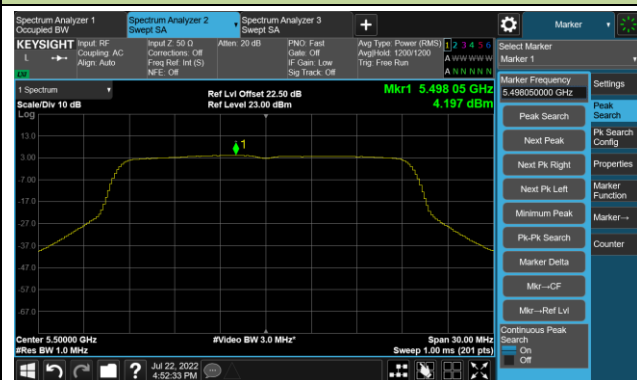 Spectrum Analyzer 1
Occupied BW
Spectrum Analyzer 2
Swept SA
Spectrum Analyzer 3
Swept SA
+
Marker
KEYSIGHT
L
Input: RF
Coupling: AC
Align: Auto
Input Z: 50 Ω
Corrections: Off
Freq Ref: Int (S)
NFE: Off
Atten: 20 dB
PNO: Fast
Gate: Off
IF Gain: Low
Sig Track: Off
Avg Type: Power (RMS)
Avg|Hold: 1200/1200
Trig: Free Run
1 2 3 4 5 6
A W W W W W
A N N N N N
Select Marker
Marker 1
1 Spectrum
Scale/Div 10 dB
Log
Ref Lvl Offset 22.50 dB
Ref Level 23.00 dBm
Mkr1 5.498 05 GHz
4.197 dBm
1
13.0
3.00
-7.00
-17.0
-27.0
-37.0
-47.0
-57.0
-67.0
Center 5.50000 GHz
#Res BW 1.0 MHz
#Video BW 3.0 MHz*
Span 30.00 MHz
Sweep 1.00 ms (201 pts)
Marker Frequency
5.498050000 GHz
Peak Search
Next Peak
Next Pk Right
Next Pk Left
Minimum Peak
Pk-Pk Search
Marker Delta
Mkr→CF
Mkr→Ref Lvl
Continuous Peak
Search
On
Off
Settings
Peak
Search
Pk Search
Config
Properties
Marker
Function
Marker→
Counter
?
Jul 22, 2022
4:52:33 PM